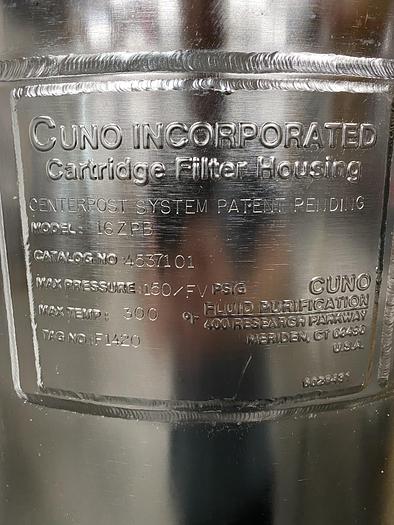 CUNO INCORPORATED
Cartridge Filter Housing
CENTERPOST SYSTEM PATENT PENDING
MODEL: 16ZPB
CATALOG NO 4537101
MAX PRESSURE: 150/FV PSIG
MAX TEMP: 300 °F
TAG NO: F1420
CUNO
FLUID PURIFICATION
400 RESEARCH PARKWAY
MERIDEN, CT 06450
U.S.A.